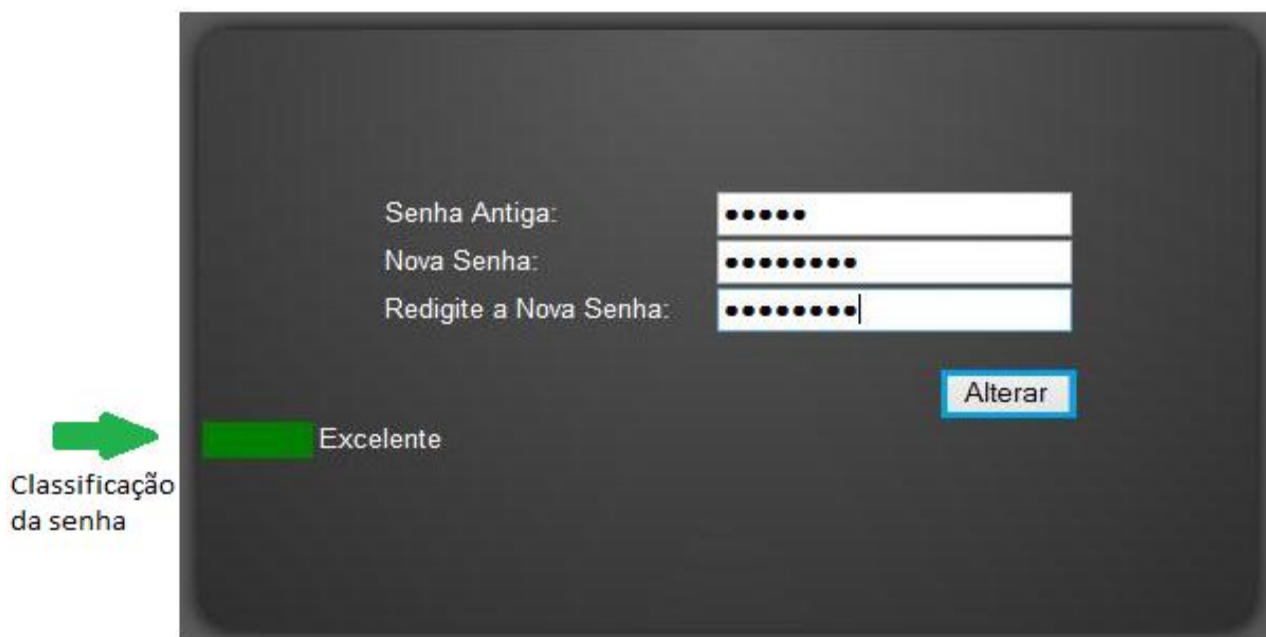 Senha Antiga: •••••
Nova Senha: ••••••••
Redigite a Nova Senha: ••••••••
Alterar
Excelente
Classificação
da senha